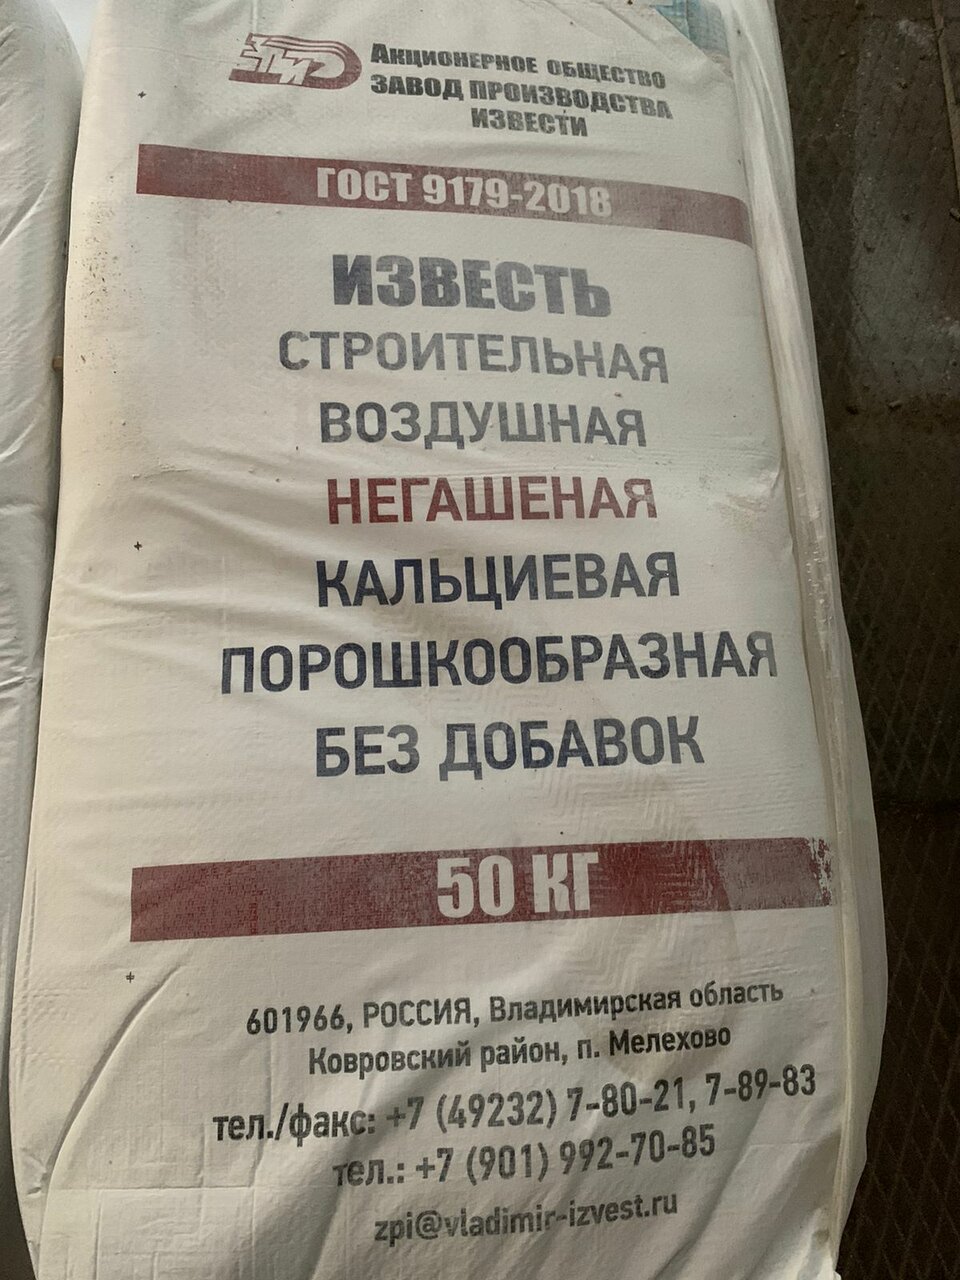 ЗПИ
Акционерное общество
завод производства
извести
ГОСТ 9179-2018
ИЗВЕСТЬ
СТРОИТЕЛЬНАЯ
ВОЗДУШНАЯ
НЕГАШЕНАЯ
КАЛЬЦИЕВАЯ
ПОРОШКООБРАЗНАЯ
БЕЗ ДОБАВОК
50 КГ
601966, РОССИЯ, Владимирская область
Ковровский район, п. Мелехово
тел./факс: +7 (49232) 7-80-21, 7-89-83
тел.: +7 (901) 992-70-85
zpi@vladimir-izvest.ru